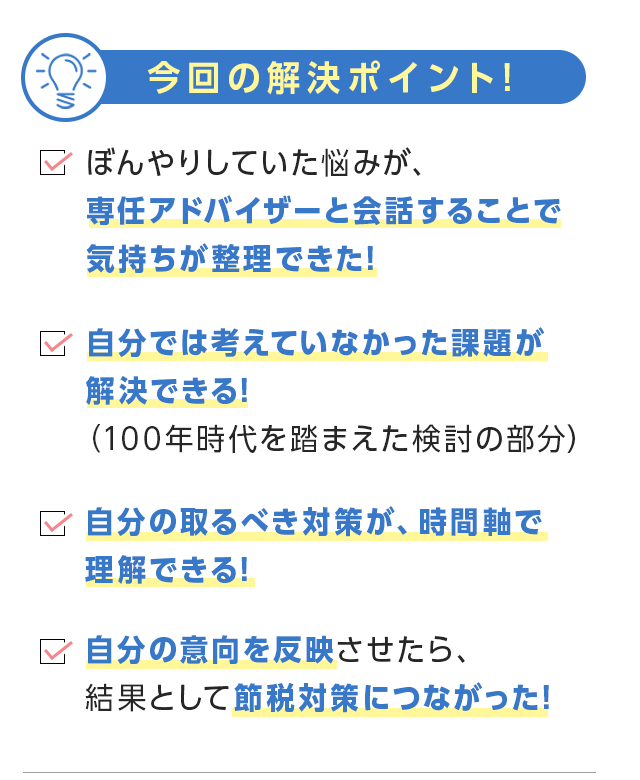 今回の解決ポイント!
ぼんやりしていた悩みが、
専任アドバイザーと会話することで
気持ちが整理できた!
自分では考えていなかった課題が
解決できる!
(100年時代を踏まえた検討の部分)
自分の取るべき対策が、時間軸で
理解できる!
自分の意向を反映させたら、
結果として節税対策につながった!